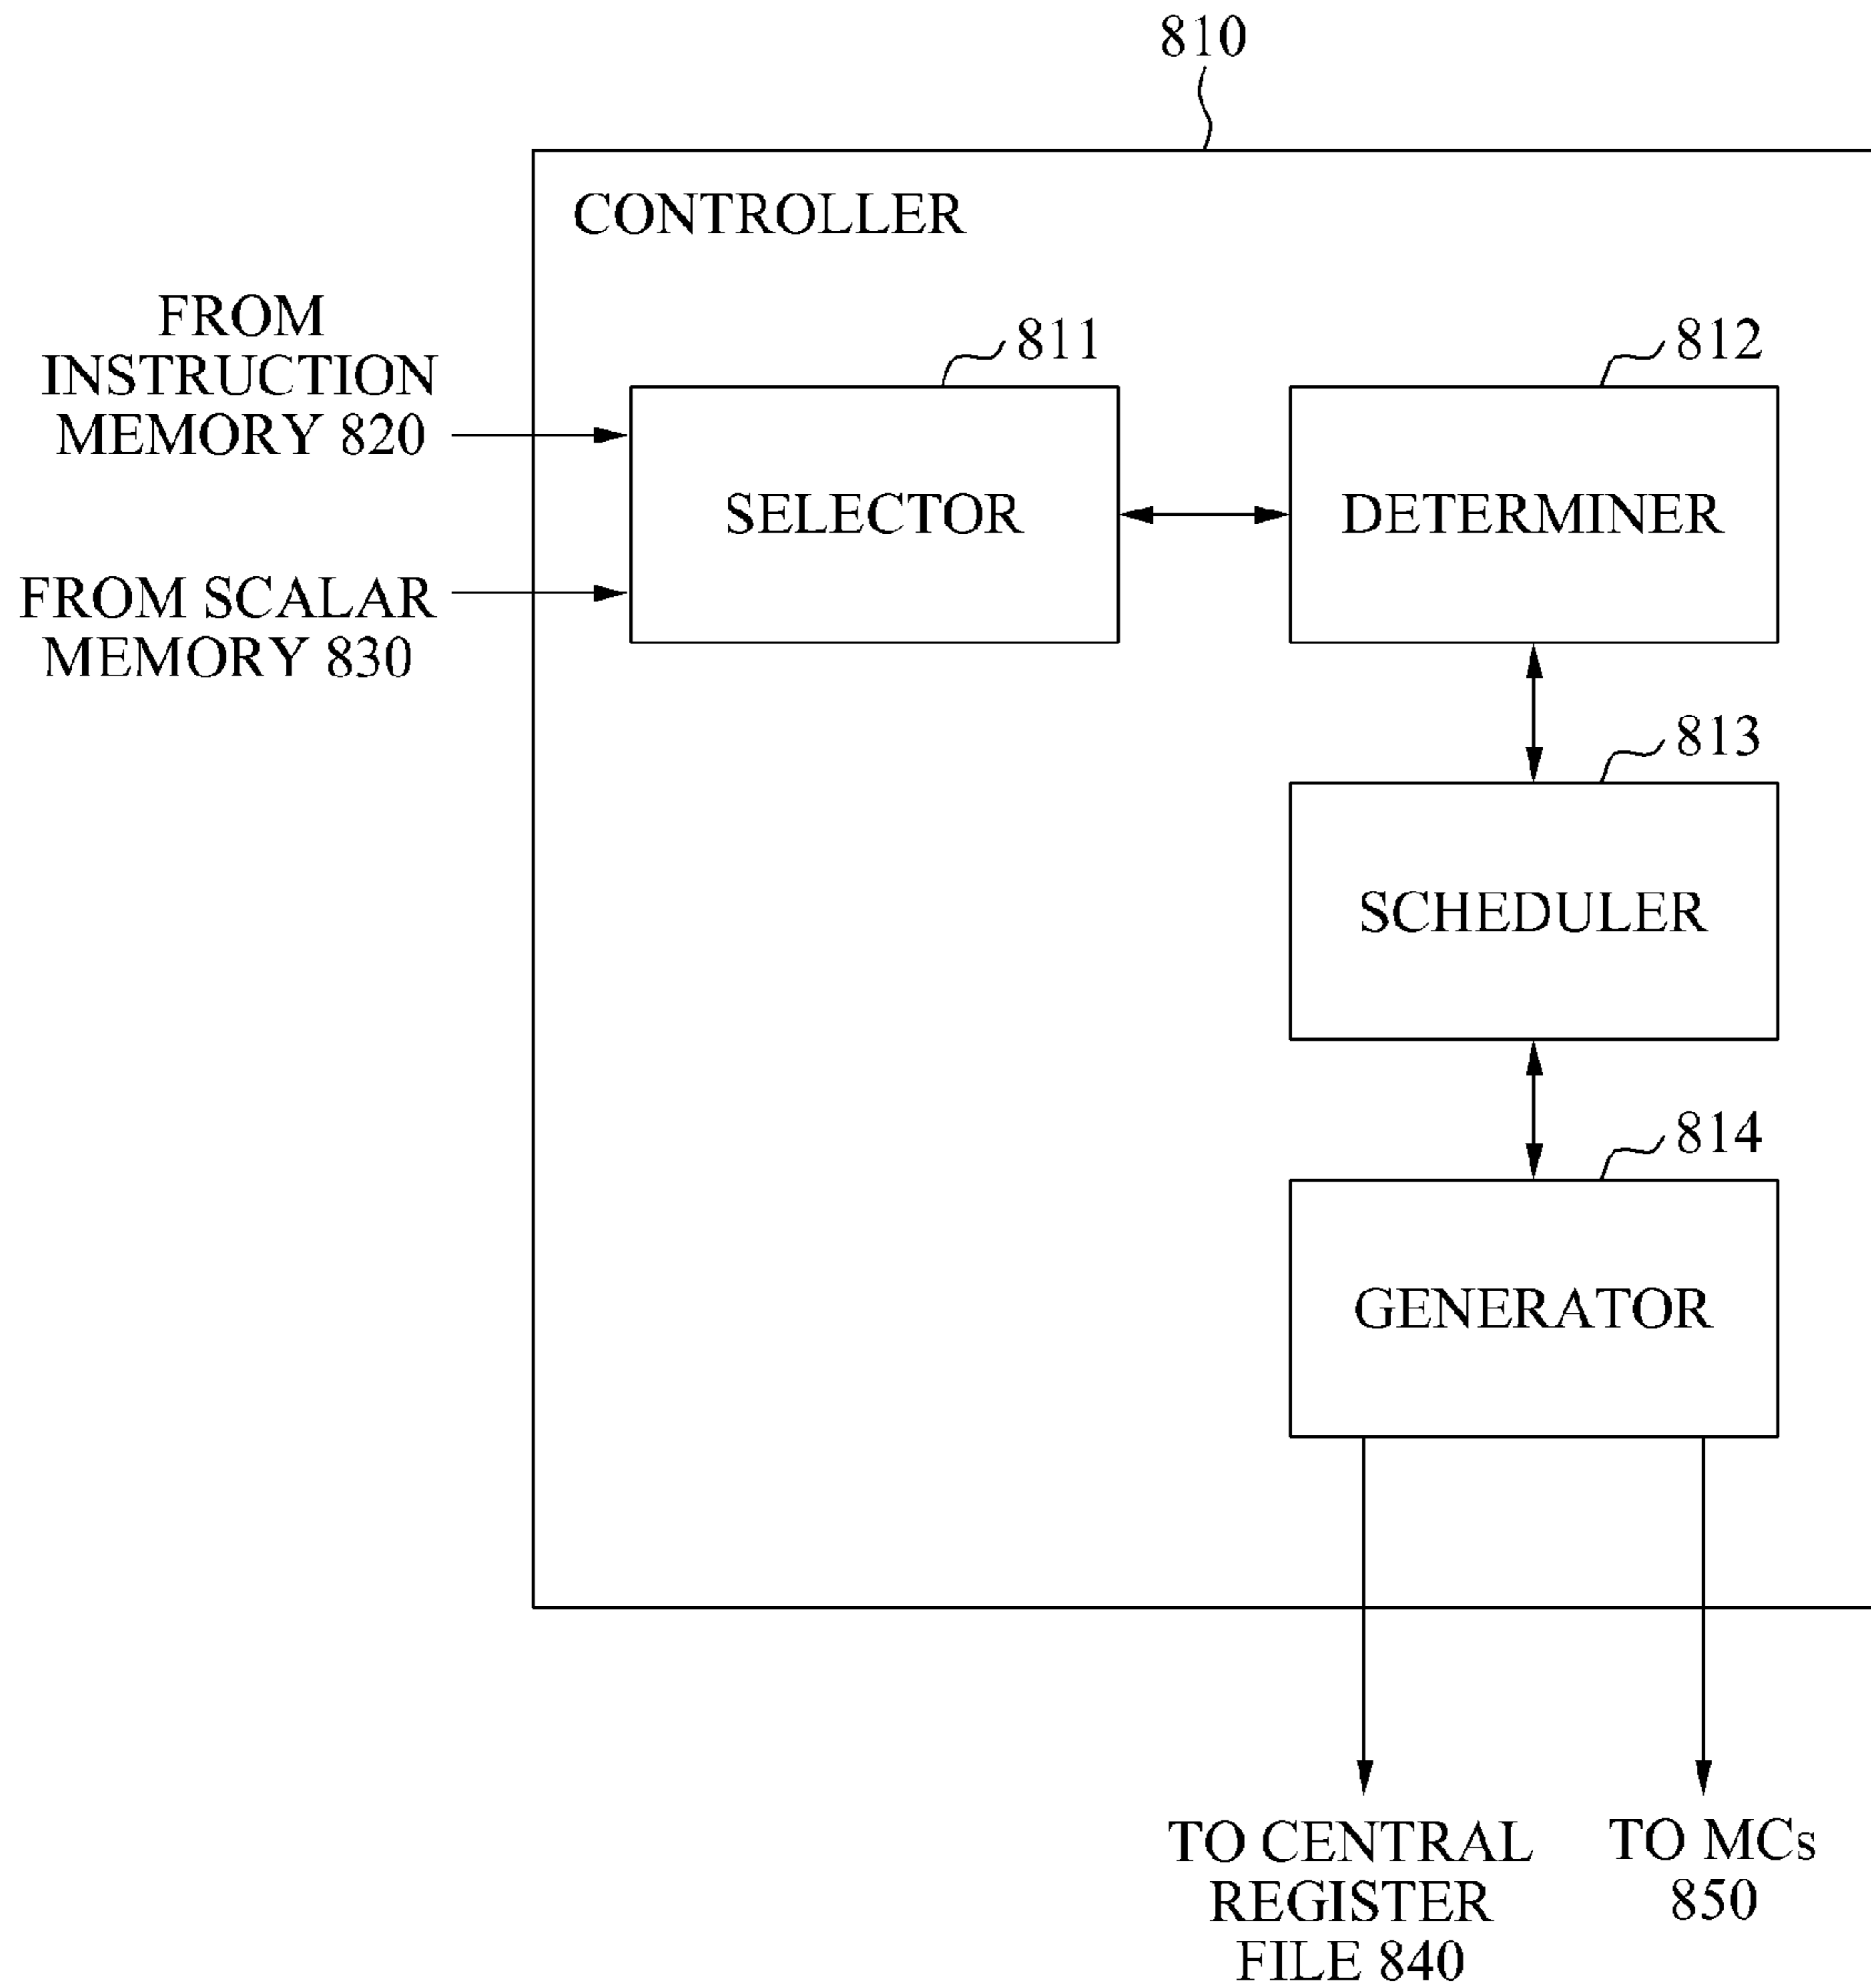 810
CONTROLLER
FROM
INSTRUCTION
MEMORY 820
FROM SCALAR
MEMORY 830
811
SELECTOR
812
DETERMINER
813
SCHEDULER
814
GENERATOR
TO CENTRAL
REGISTER
FILE 840
TO MCs
850